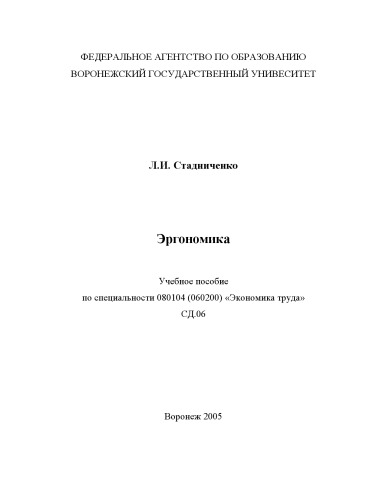 ФЕДЕРАЛЬНОЕ АГЕНТСТВО ПО ОБРАЗОВАНИЮ
ВОРОНЕЖСКИЙ ГОСУДАРСТВЕННЫЙ УНИВЕСИТЕТ
Л.И. Стадниченко
Эргономика
Учебное пособие
по специальности 080104 (060200) «Экономика труда»
СД.06
Воронеж 2005